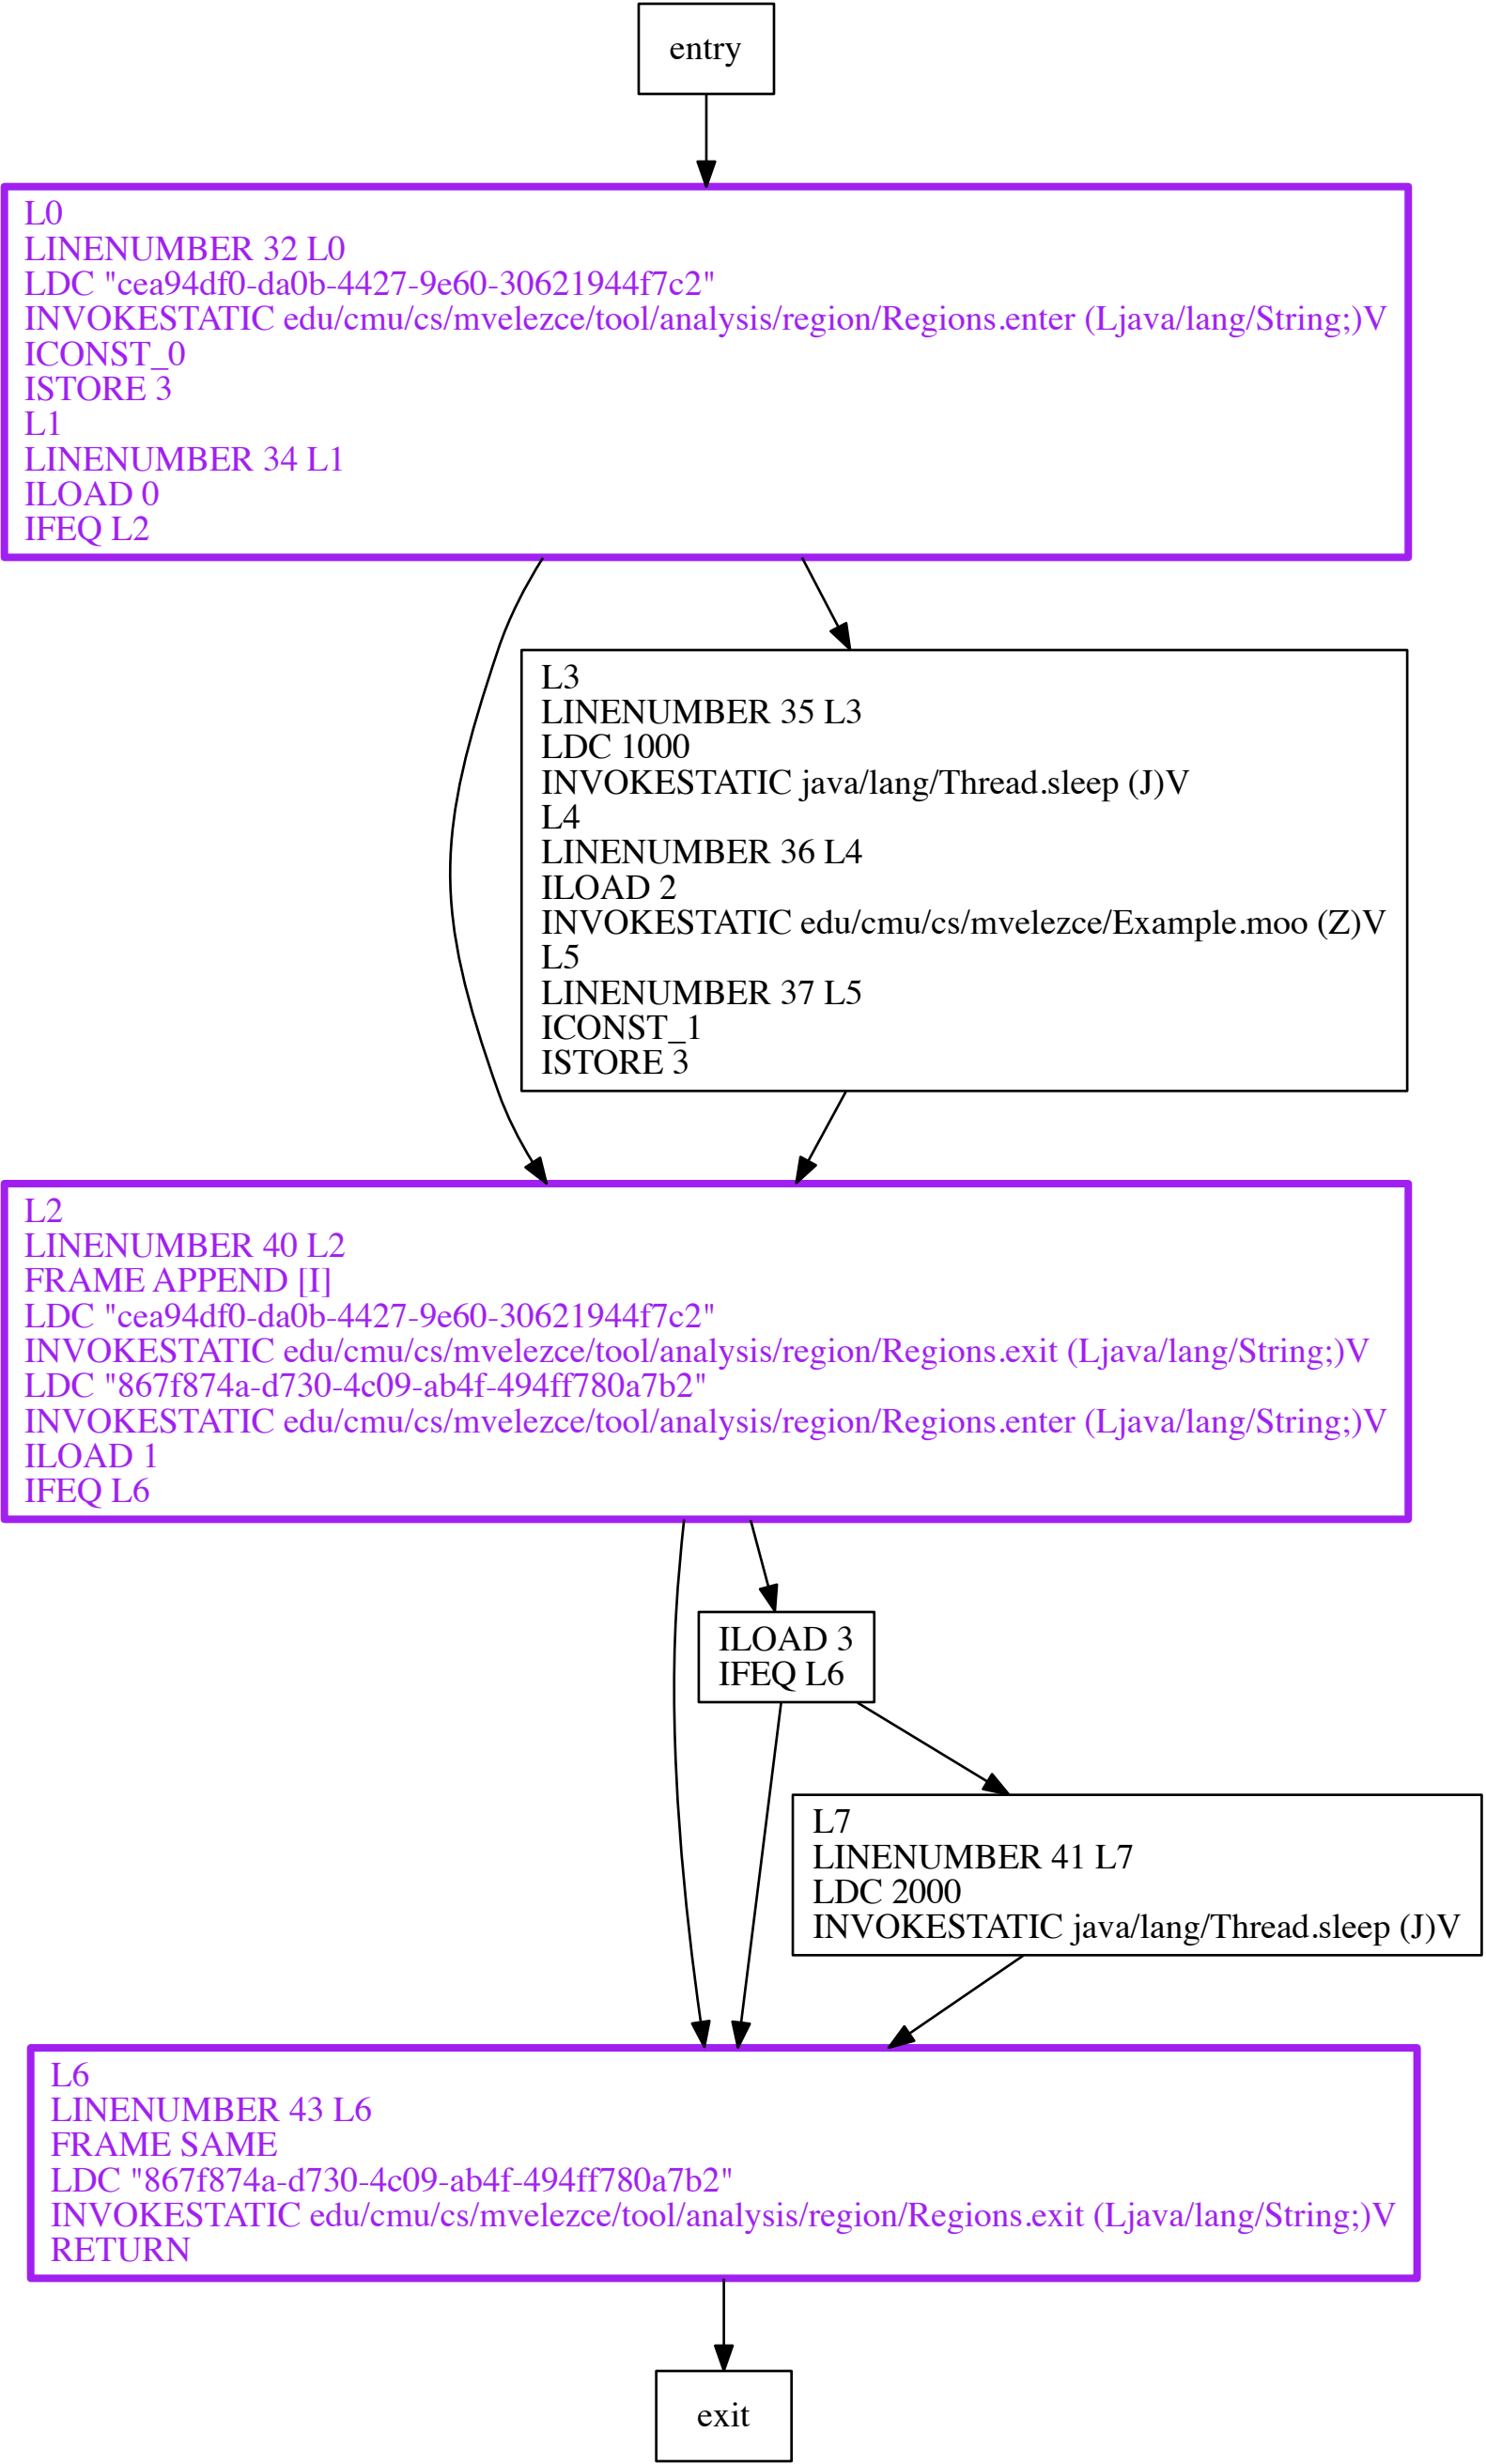 entry
L0
LINENUMBER 32 L0
LDC "cea94df0-da0b-4427-9e60-30621944f7c2"
INVOKESTATIC edu/cmu/cs/mvelezce/tool/analysis/region/Regions.enter (Ljava/lang/String;)V
ICONST_0
ISTORE 3
L1
LINENUMBER 34 L1
ILOAD 0
IFEQ L2
L3
LINENUMBER 35 L3
LDC 1000
INVOKESTATIC java/lang/Thread.sleep (J)V
L4
LINENUMBER 36 L4
ILOAD 2
INVOKESTATIC edu/cmu/cs/mvelezce/Example.moo (Z)V
L5
LINENUMBER 37 L5
ICONST_1
ISTORE 3
L2
LINENUMBER 40 L2
FRAME APPEND [I]
LDC "cea94df0-da0b-4427-9e60-30621944f7c2"
INVOKESTATIC edu/cmu/cs/mvelezce/tool/analysis/region/Regions.exit (Ljava/lang/String;)V
LDC "867f874a-d730-4c09-ab4f-494ff780a7b2"
INVOKESTATIC edu/cmu/cs/mvelezce/tool/analysis/region/Regions.enter (Ljava/lang/String;)V
ILOAD 1
IFEQ L6
ILOAD 3
IFEQ L6
L7
LINENUMBER 41 L7
LDC 2000
INVOKESTATIC java/lang/Thread.sleep (J)V
L6
LINENUMBER 43 L6
FRAME SAME
LDC "867f874a-d730-4c09-ab4f-494ff780a7b2"
INVOKESTATIC edu/cmu/cs/mvelezce/tool/analysis/region/Regions.exit (Ljava/lang/String;)V
RETURN
exit